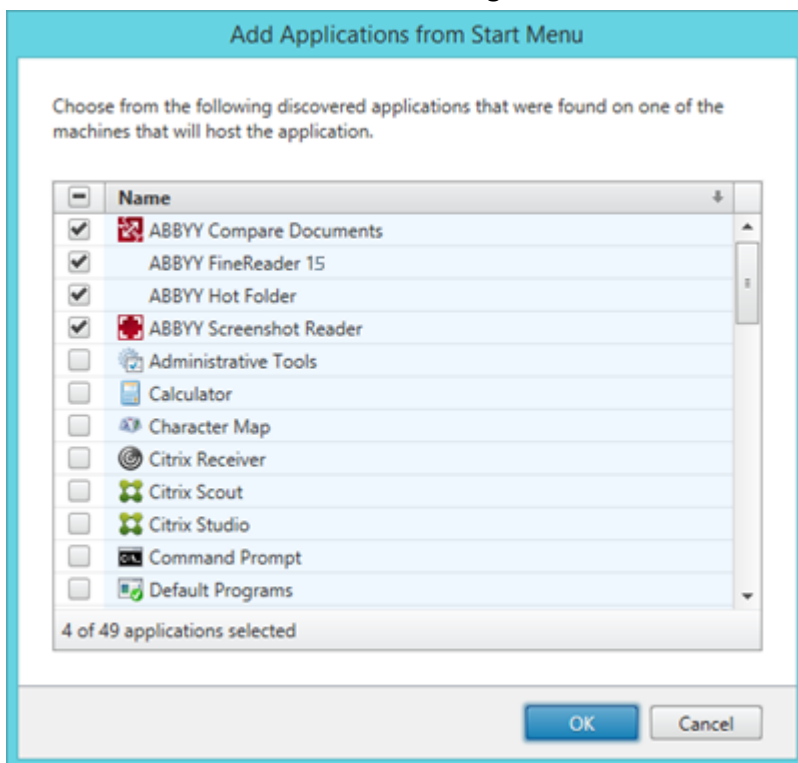 Add Applications from Start Menu
Choose from the following discovered applications that were found on one of the
machines that will host the application.
Name
ABBYY Compare Documents
ABBYY FineReader 15
ABBYY Hot Folder
ABBYY Screenshot Reader
Administrative Tools
Calculator
Character Map
Citrix Receiver
Citrix Scout
Citrix Studio
Command Prompt
Default Programs
4 of 49 applications selected
OK Cancel